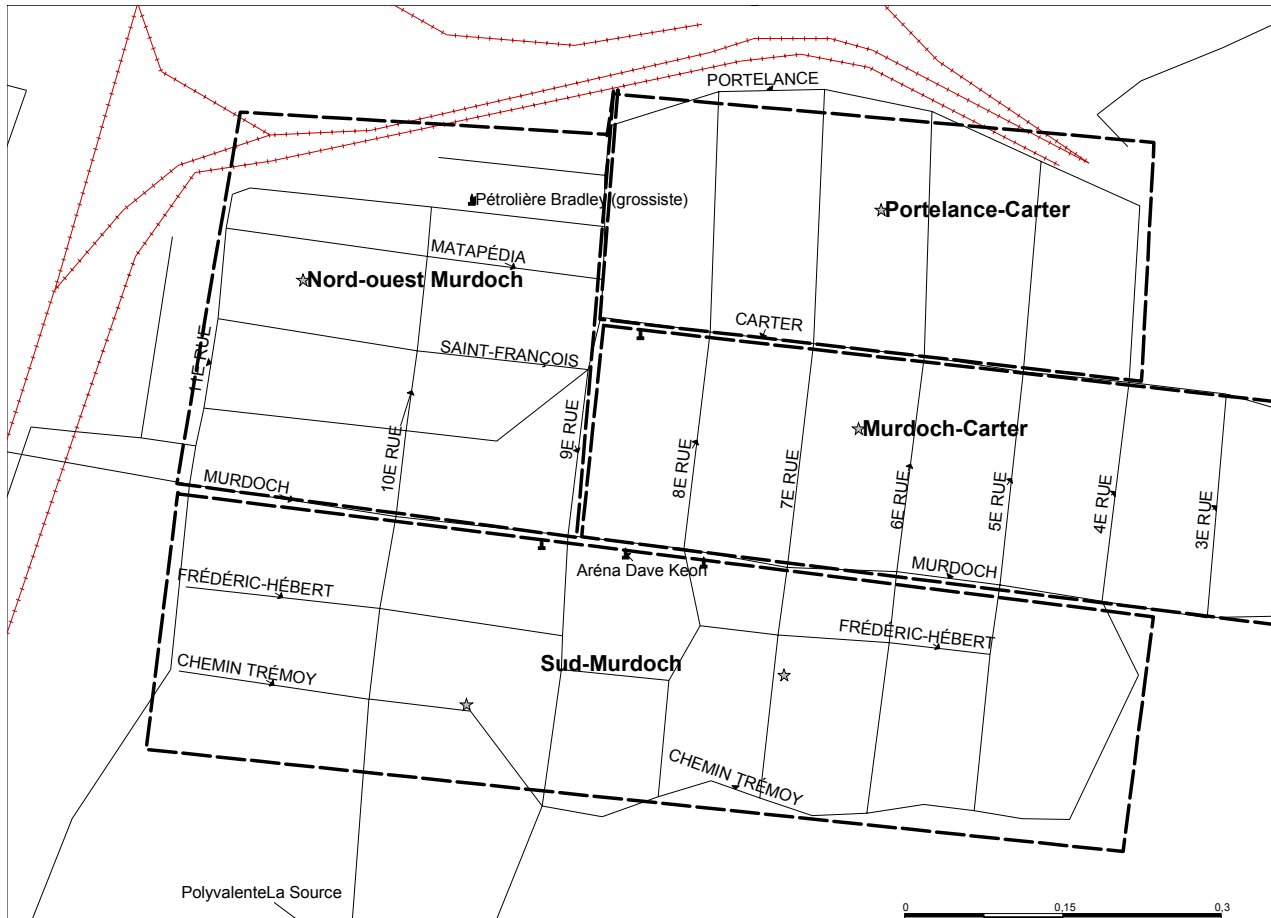 PORTELANCE
Pétrolière Bradley (grossiste)
Portelance-Carter
MATAPÉDIA
Nord-ouest Murdoch
CARTER
SAINT-FRANÇOIS
11E RUE
9E RUE
Murdoch-Carter
10E RUE
8E RUE
7E RUE
6E RUE
5E RUE
4E RUE
3E RUE
MURDOCH
Aréna Dave Keon
MURDOCH
FRÉDÉRIC-HÉBERT
FRÉDÉRIC-HÉBERT
Sud-Murdoch
CHEMIN TRÉMOY
CHEMIN TRÉMOY
PolyvalenteLa Source
0 0,15 0,3